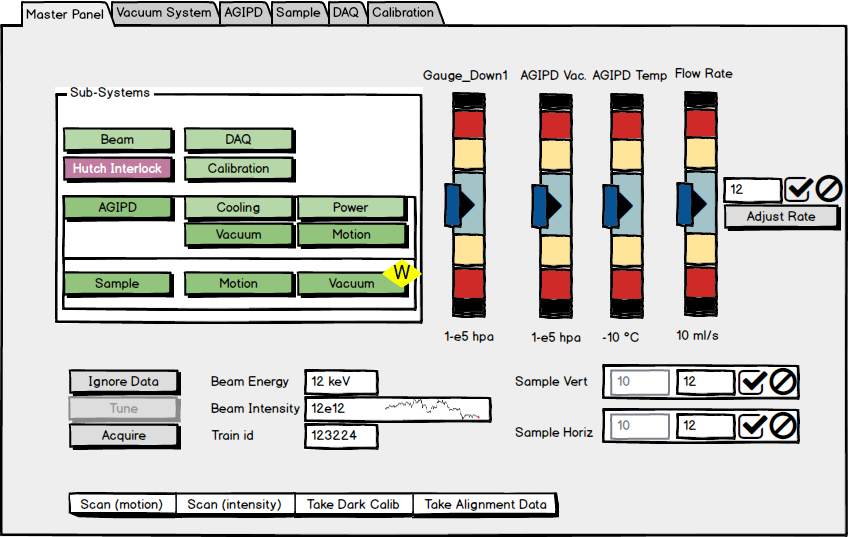 Master Panel
Vacuum System
AGIPD
Sample
DAQ
Calibration
Gauge_Down1
AGIPD Vac.
AGIPD Temp
Flow Rate
Sub-Systems
Beam
DAQ
Hutch Interlock
Calibration
AGIPD
Cooling
Power
Vacuum
Motion
Sample
Motion
Vacuum
W
12
Adjust Rate
1-e5 hpa
1-e5 hpa
-10 °C
10 ml/s
Ignore Data
Beam Energy
12 keV
Sample Vert
10
12
Tune
Beam Intensity
12e12
Acquire
Train id
123224
Sample Horiz
10
12
Scan (motion)
Scan (intensity)
Take Dark Calib
Take Alignment Data